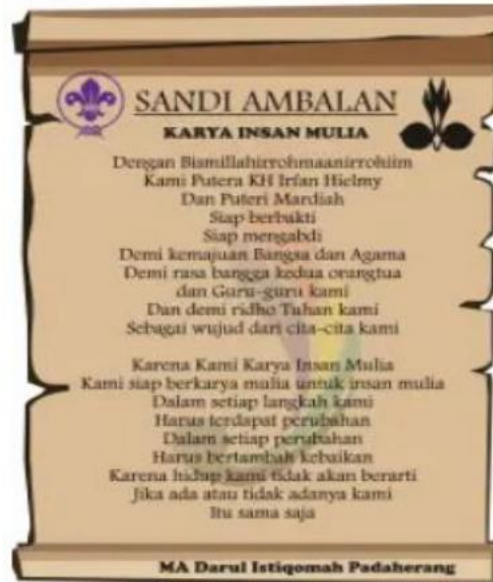 SANDI AMBALAN
KARYA INSAN MULIA
Dengan Bismillahirrohmaanirrohiim
Kami Putera KH Irfan Hielmy
Dan Puteri Mardiah
Siap berbakti
Siap mengabdi
Demi kemajuan Bangsa dan Agama
Demi rasa bangga kedua orangtua
dan Guru-guru kami
Dan demi ridho Tuhan kami
Sebagai wujud dari cita-cita kami
Karena Kami Karya Insan Mulia
Kami siap berkarya mulia untuk insan mulia
Dalam setiap langkah kami
Harus terdapat perubahan
Dalam setiap perubahan
Harus bertambah kebaikan
Karena hidup kami tidak akan berarti
Jika ada atau tidak adanya kami
Itu sama saja
MA Darul Istiqomah Padaherang